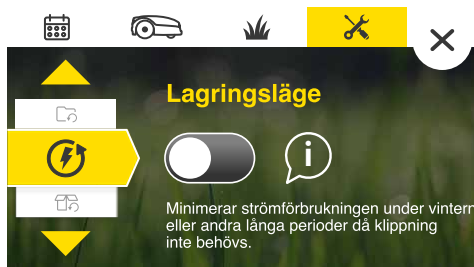 Lagringsläge
Minimerar strömförbrukningen under vintern
eller andra långa perioder då klippning
inte behövs.